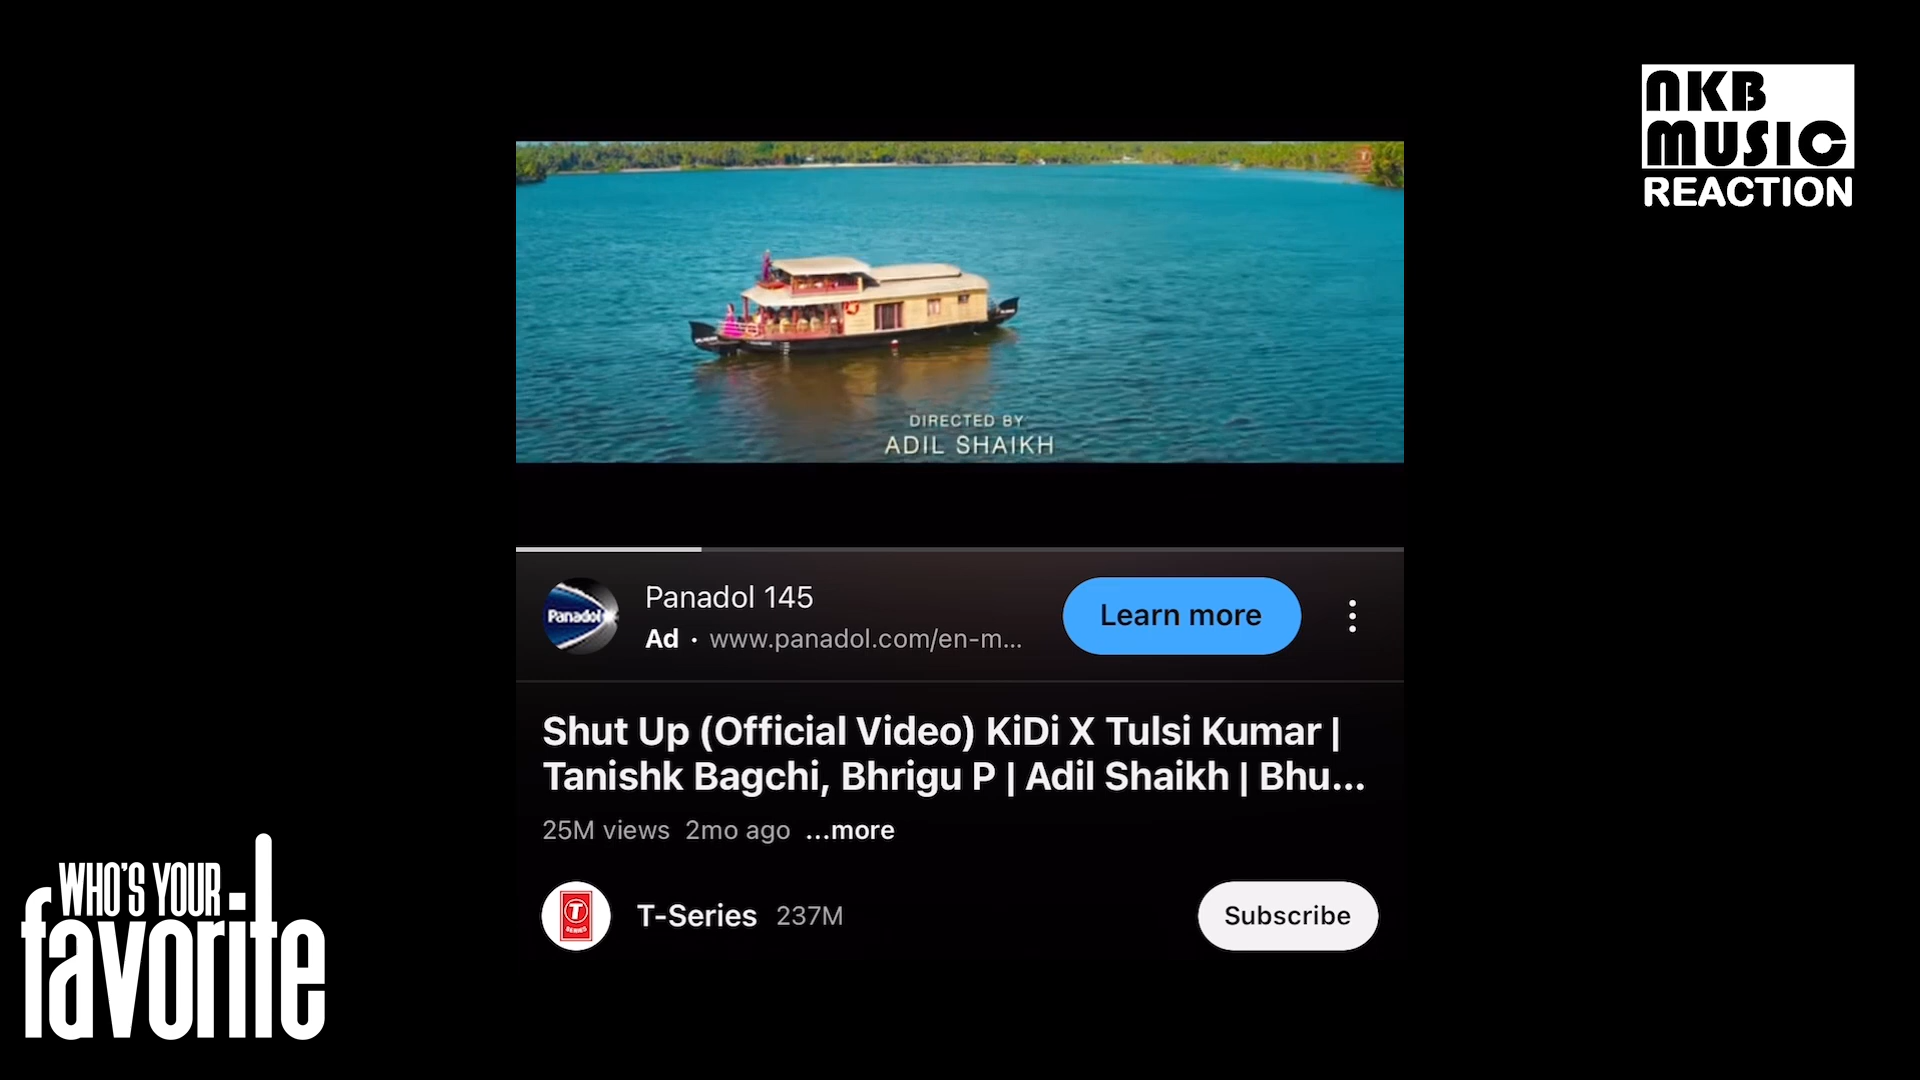 NKB
MUSIC
REACTION
DIRECTED BY
ADIL SHAIKH
Panadol
Panadol 145
Ad · www.panadol.com/en-m...
Learn more
Shut Up (Official Video) KiDi X Tulsi Kumar |
Tanishk Bagchi, Bhrigu P | Adil Shaikh | Bhu...
25M views 2mo ago ...more
T
SERIES
T-Series 237M
Subscribe
WHO'S YOUR
favorite